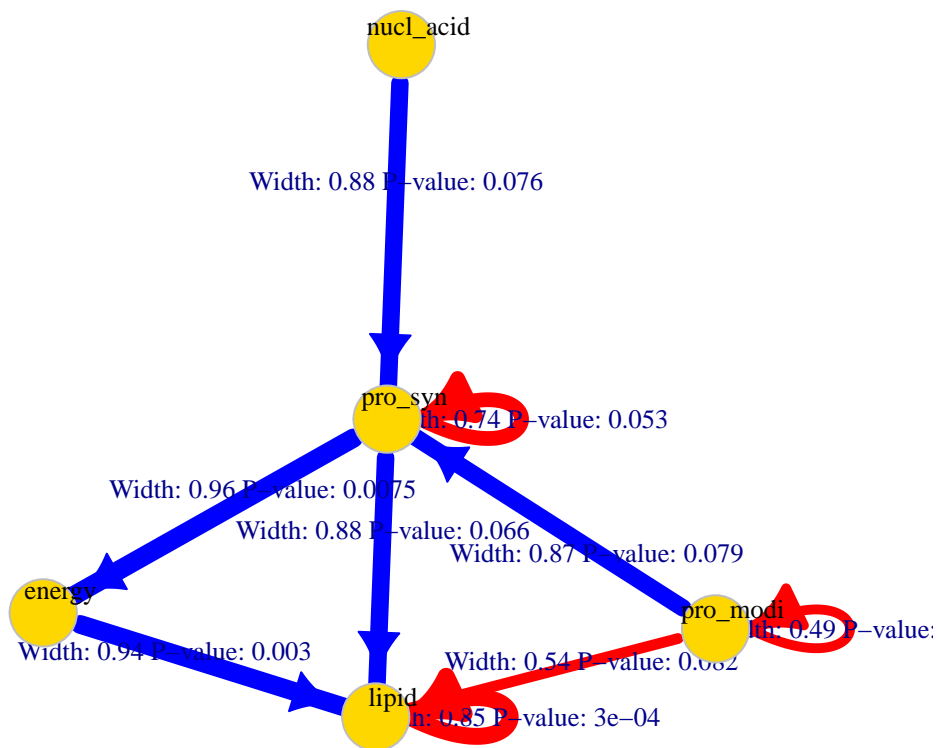 nucl_acid
Width: 0.88 P−value: 0.076
pro_syn
th: 0.74 P−value: 0.053
Width: 0.96 P−value: 0.0075
Width: 0.88 P−value: 0.066
Width: 0.87 P−value: 0.079
energy
pro_modi
th: 0.49 P−value:
Width: 0.94 P−value: 0.003
Width: 0.54 P−value: 0.082
lipid
h: 0.85 P−value: 3e−04